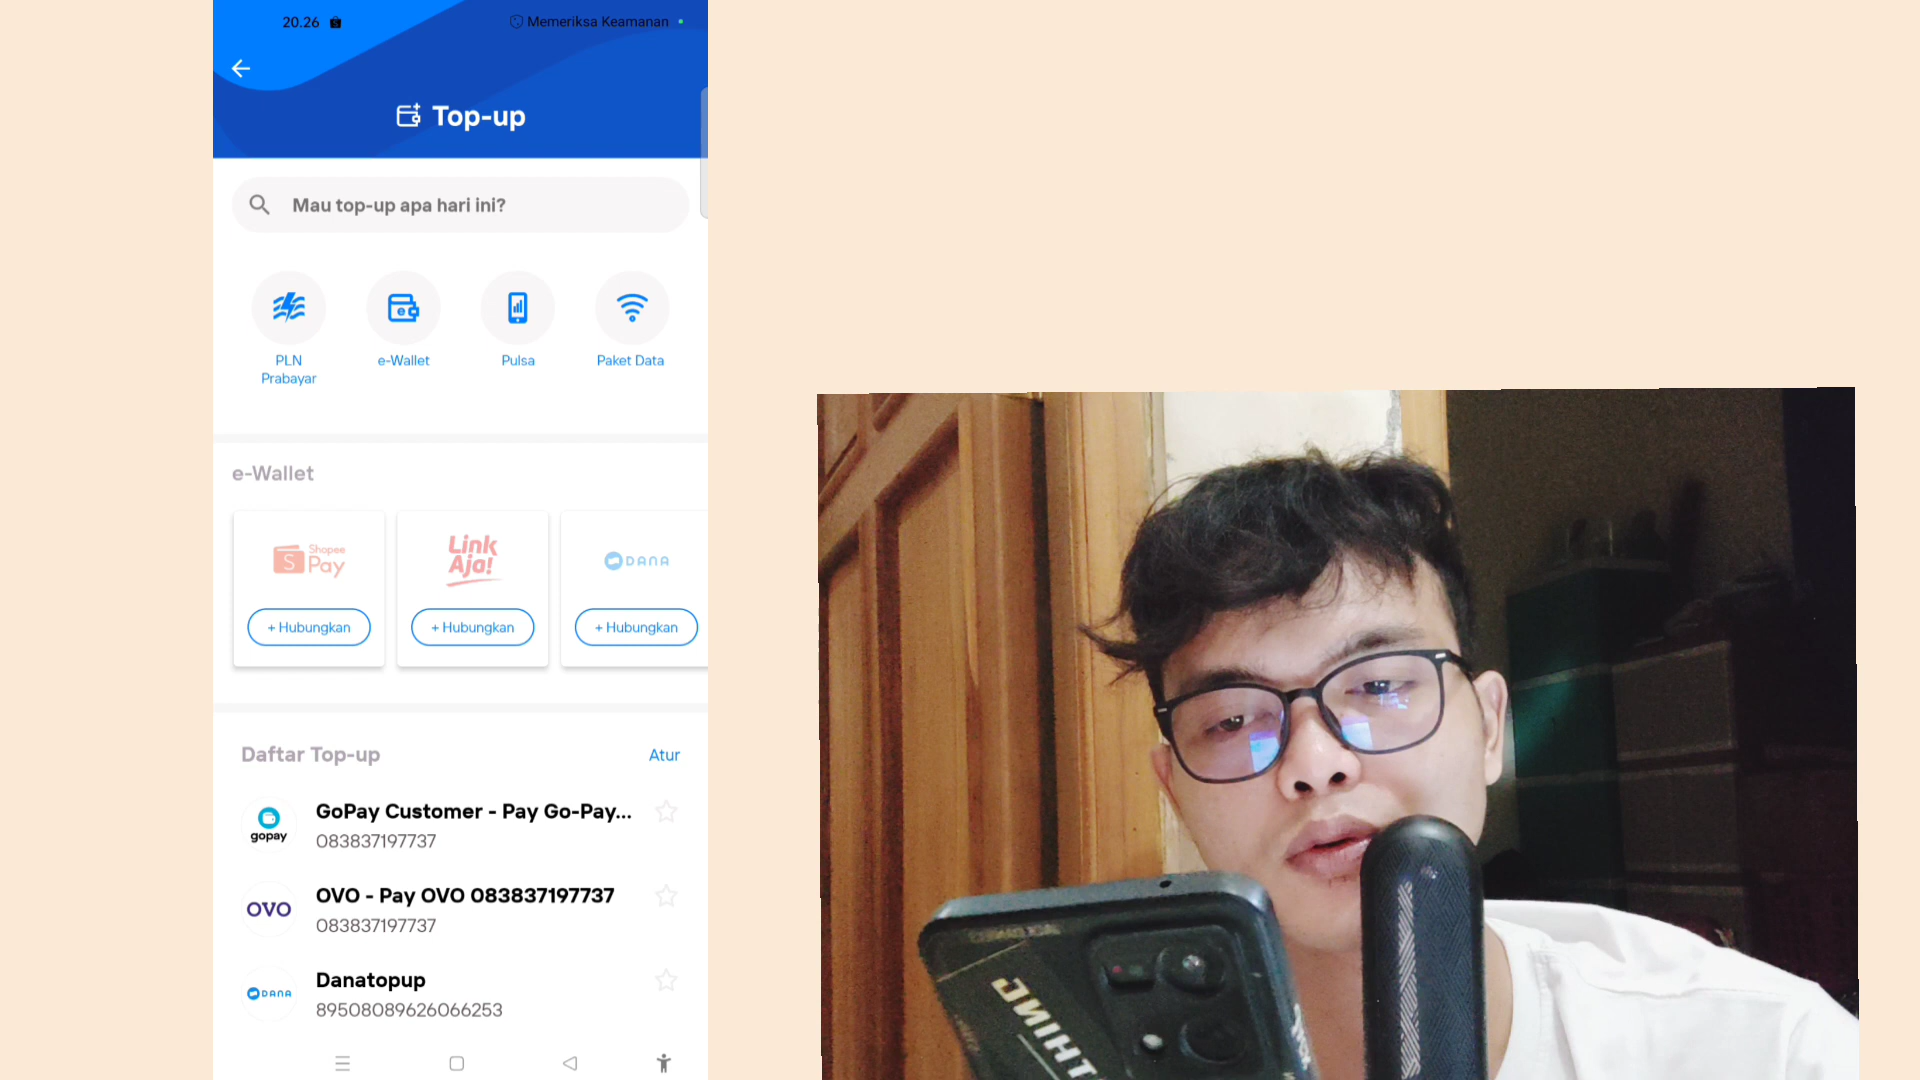 20.26
Memeriksa Keamanan
Top-up
Mau top-up apa hari ini?
PLN
Prabayar
e-Wallet
Pulsa
Paket Data
e-Wallet
Shopee
Pay
Link
Aja!
DANA
+ Hubungkan
+ Hubungkan
+ Hubungkan
Daftar Top-up
Atur
gopay
GoPay Customer - Pay Go-Pay...
083837197737
OVO
OVO - Pay OVO 083837197737
083837197737
DANA
Danatopup
89508089626066253